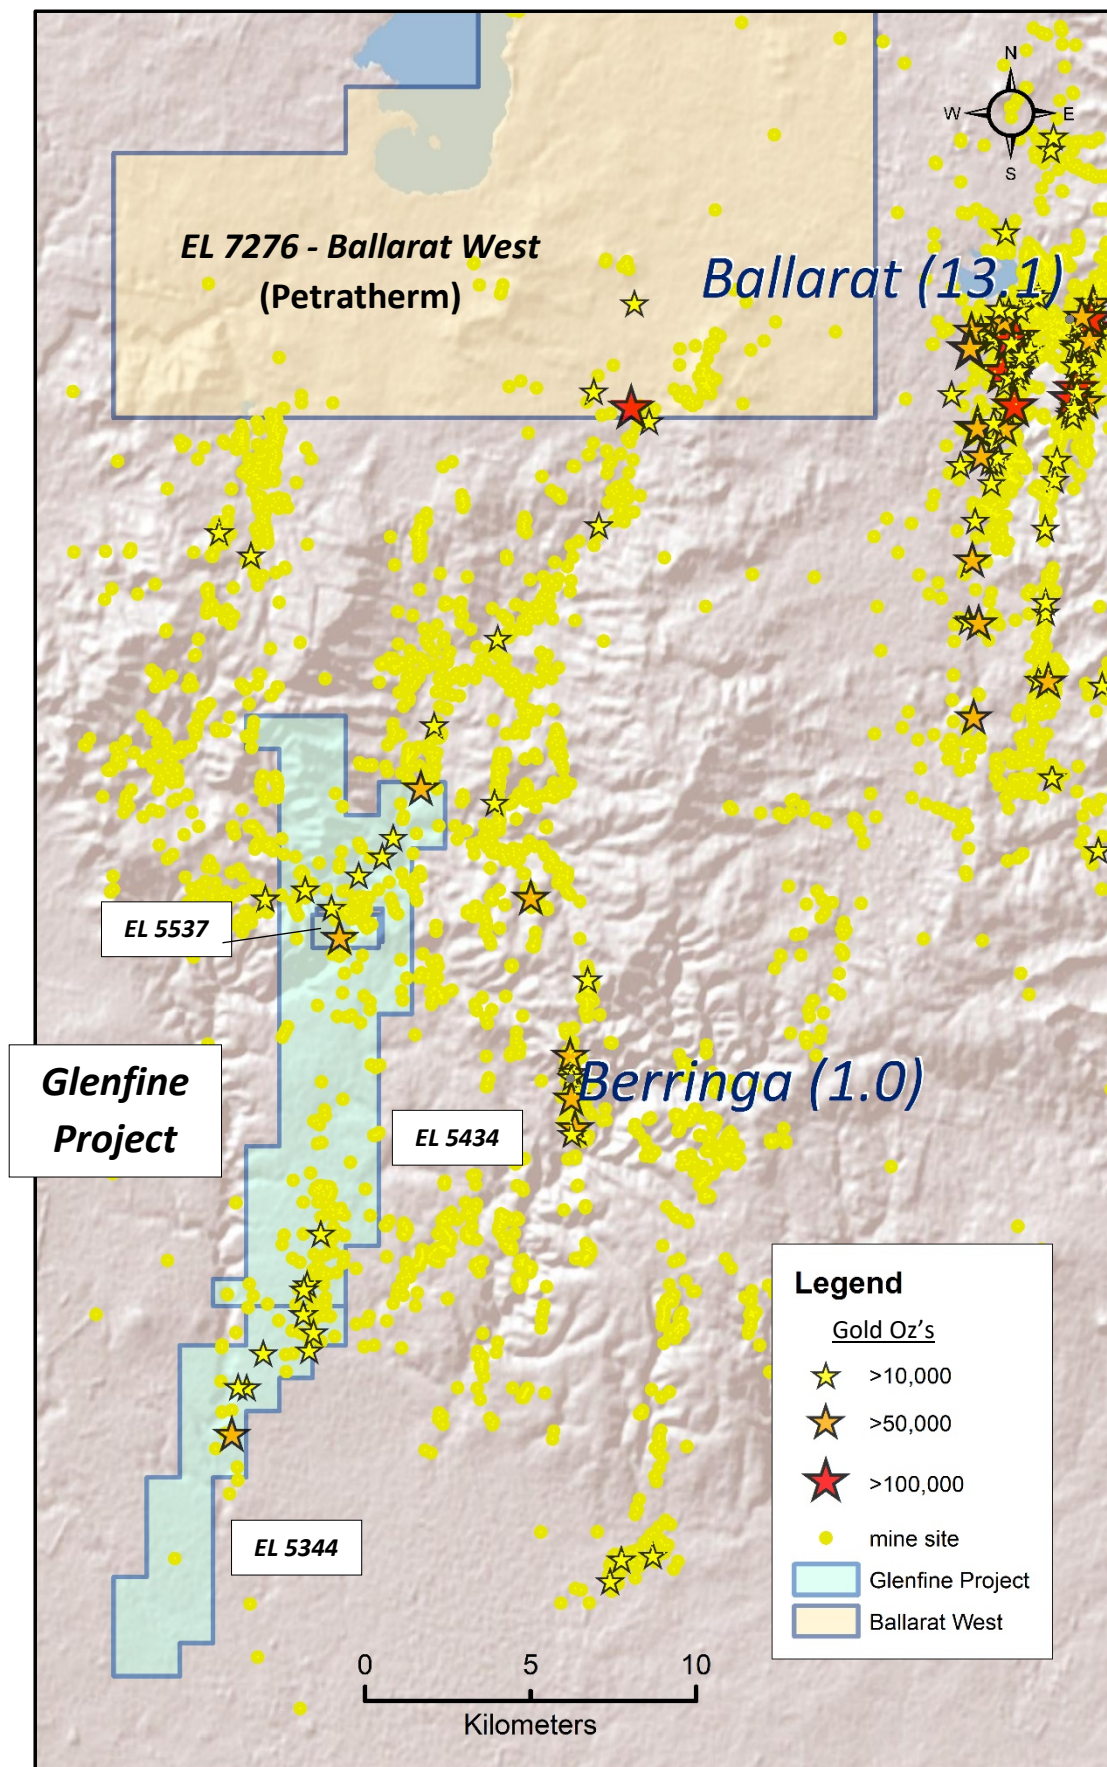 N
W
E
S
EL 7276 - Ballarat West
(Petratherm)
Ballarat (13.1)
EL 5537
Glenfine
Project
Berringa (1.0)
EL 5434
Legend
Gold Oz's
>10,000
>50,000
>100,000
mine site
Glenfine Project
Ballarat West
EL 5344
0 5 10
Kilometers